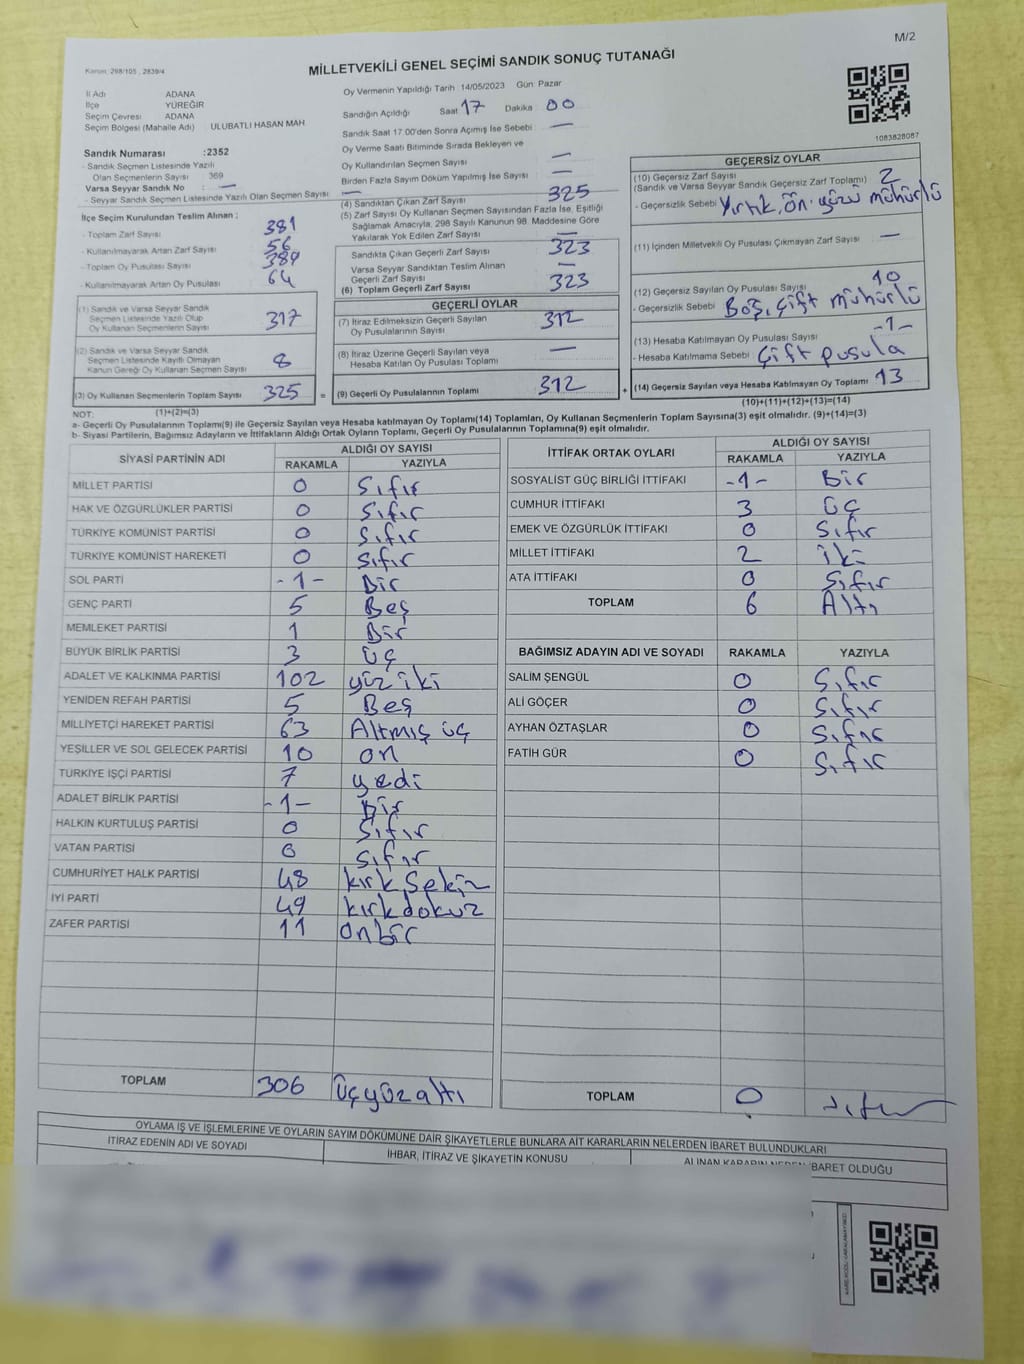 M/2
Kanun: 298/105 , 2839/4
MİLLETVEKİLİ GENEL SEÇİMİ SANDIK SONUÇ TUTANAĞI
İl Adı ADANA
İlçe YÜREĞİR
Seçim Çevresi ADANA
Seçim Bölgesi (Mahalle Adı) ULUBATLI HASAN MAH
Sandık Numarası :2352
- Sandık Seçmen Listesinde Yazılı
Olan Seçmenlerin Sayısı 369
Varsa Seyyar Sandık No : —
- Seyyar Sandık Seçmen Listesinde Yazılı Olan Seçmen Sayısı : —
İlçe Seçim Kurulundan Teslim Alınan ;
- Toplam Zarf Sayısı 381
- Kullanılmayarak Artan Zarf Sayısı 56
- Toplam Oy Pusulası Sayısı 389
- Kullanılmayarak Artan Oy Pusulası 64
(1) Sandık ve Varsa Seyyar Sandık
Seçmen Listesinde Yazılı Olup
Oy Kullanan Seçmenlerin Sayısı 317
(2) Sandık ve Varsa Seyyar Sandık
Seçmen Listesinde Kayıtlı Olmayan
Kanun Gereği Oy Kullanan Seçmen Sayısı 8
(3) Oy Kullanan Seçmenlerin Toplam Sayısı 325 =
Oy Vermenin Yapıldığı Tarih 14/05/2023 Gün: Pazar
Sandığın Açıldığı Saat 17 Dakika 00
Sandık Saat 17:00'den Sonra Açımış İse Sebebi —
Oy Verme Saati Bitiminde Sırada Bekleyen ve
Oy Kullandırılan Seçmen Sayısı —
Birden Fazla Sayım Döküm Yapılmış İse Sayısı —
(4) Sandıktan Çıkan Zarf Sayısı 325
(5) Zarf Sayısı Oy Kullanan Seçmen Sayısından Fazla İse, Eşitliği
Sağlamak Amacıyla, 298 Sayılı Kanunun 98. Maddesine Göre
Yakılarak Yok Edilen Zarf Sayısı —
Sandıkta Çıkan Geçerli Zarf Sayısı 323
Varsa Seyyar Sandıktan Teslim Alınan
Geçerli Zarf Sayısı —
(6) Toplam Geçerli Zarf Sayısı 323
GEÇERLİ OYLAR
(7) İtiraz Edilmeksizin Geçerli Sayılan
Oy Pusulalarının Sayısı 312
(8) İtiraz Üzerine Geçerli Sayılan veya
Hesaba Katılan Oy Pusulası Toplamı —
(9) Geçerli Oy Pusulalarının Toplamı 312 +
1083828087
GEÇERSİZ OYLAR
(10) Geçersiz Zarf Sayısı 2
(Sandık ve Varsa Seyyar Sandık Geçersiz Zarf Toplamı)
- Geçersizlik Sebebi Yırtık, Ön yüzü mühürlü
(11) İçinden Milletvekili Oy Pusulası Çıkmayan Zarf Sayısı —
(12) Geçersiz Sayılan Oy Pusulası Sayısı 10
- Geçersizlik Sebebi Boş, Çift mühürlü
(13) Hesaba Katılmayan Oy Pusulası Sayısı -1-
- Hesaba Katılmama Sebebi Çift pusula
(14) Geçersiz Sayılan veya Hesaba Katılmayan Oy Toplamı 13
NOT: (1)+(2)=(3) (10)+(11)+(12)+(13)=(14)
a- Geçerli Oy Pusulalarının Toplamı(9) ile Geçersiz Sayılan veya Hesaba katılmayan Oy Toplamı(14) Toplamları, Oy Kullanan Seçmenlerin Toplam Sayısına(3) eşit olmalıdır. (9)+(14)=(3)
b- Siyasi Partilerin, Bağımsız Adayların ve İttifakların Aldığı Ortak Oyların Toplamı, Geçerli Oy Pusulalarının Toplamına(9) eşit olmalıdır.
SİYASİ PARTİNİN ADI ALDIĞI OY SAYISI
RAKAMLA YAZIYLA
MİLLET PARTİSİ 0 Sıfır
HAK VE ÖZGÜRLÜKLER PARTİSİ 0 Sıfır
TÜRKİYE KOMÜNİST PARTİSİ 0 Sıfır
TÜRKİYE KOMÜNİST HAREKETİ 0 Sıfır
SOL PARTİ -1- Bir
GENÇ PARTİ 5 Beş
MEMLEKET PARTİSİ 1 Bir
BÜYÜK BİRLİK PARTİSİ 3 Üç
ADALET VE KALKINMA PARTİSİ 102 yüz iki
YENİDEN REFAH PARTİSİ 5 Beş
MİLLİYETÇİ HAREKET PARTİSİ 63 Altmış üç
YEŞİLLER VE SOL GELECEK PARTİSİ 10 on
TÜRKİYE İŞÇİ PARTİSİ 7 yedi
ADALET BİRLİK PARTİSİ -1- Bir
HALKIN KURTULUŞ PARTİSİ 0 Sıfır
VATAN PARTİSİ 0 Sıfır
CUMHURİYET HALK PARTİSİ 48 kırk Sekiz
İYİ PARTİ 49 kırk dokuz
ZAFER PARTİSİ 11 Onbir
TOPLAM 306 üçyüzaltı
İTTİFAK ORTAK OYLARI ALDIĞI OY SAYISI
RAKAMLA YAZIYLA
SOSYALİST GÜÇ BİRLİĞİ İTTİFAKI -1- Bir
CUMHUR İTTİFAKI 3 Üç
EMEK VE ÖZGÜRLÜK İTTİFAKI 0 Sıfır
MİLLET İTTİFAKI 2 iki
ATA İTTİFAKI 0 Sıfır
TOPLAM 6 Altı
BAĞIMSIZ ADAYIN ADI VE SOYADI RAKAMLA YAZIYLA
SALİM ŞENGÜL 0 Sıfır
ALİ GÖÇER 0 Sıfır
AYHAN ÖZTAŞLAR 0 Sıfır
FATİH GÜR 0 Sıfır
TOPLAM 0 sıfır
OYLAMA İŞ VE İŞLEMLERİNE VE OYLARIN SAYIM DÖKÜMÜNE DAİR ŞİKAYETLERLE BUNLARA AİT KARARLARIN NELERDEN İBARET BULUNDUKLARI
İTİRAZ EDENİN ADI VE SOYADI İHBAR, İTİRAZ VE ŞİKAYETİN KONUSU ALINAN KARARIN NEDEN İBARET OLDUĞU